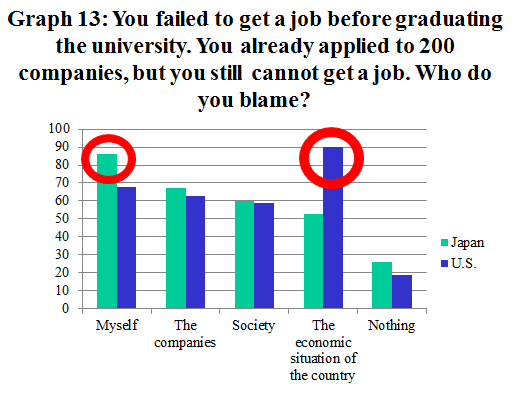 Graph 13: You failed to get a job before graduating
the university. You already applied to 200
companies, but you still cannot get a job. Who do
you blame?
100
90
80
70
60
50
40
30
20
10
0
Myself
The
companies
Society
The
economic
situation of
the country
Nothing
Japan
U.S.